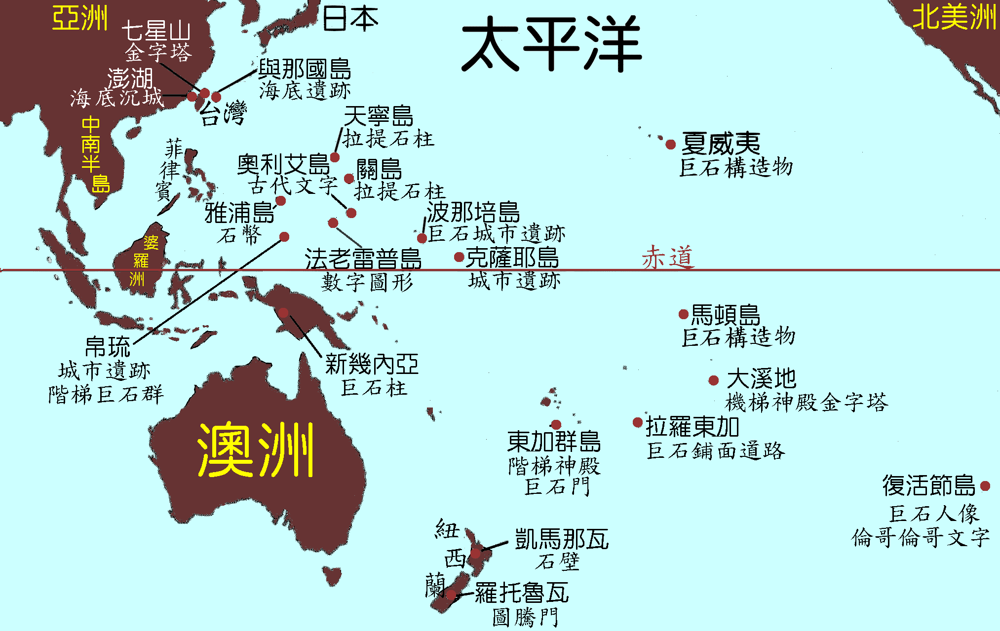 亞洲
日本
太平洋
北美洲
七星山
金字塔
澎湖
海底沉城
與那國島
海底遺跡
台灣
中南半島
菲律賓
天寧島
拉提石柱
奧利艾島
古代文字
關島
拉提石柱
夏威夷
巨石構造物
雅浦島
石幣
波那培島
巨石城市遺跡
婆羅洲
法老雷普島
數字圖形
克薩耶島
城市遺跡
赤道
馬頓島
巨石構造物
帛琉
城市遺跡
階梯巨石群
新幾內亞
巨石柱
大溪地
機梯神殿金字塔
澳洲
東加群島
階梯神殿
巨石門
拉羅東加
巨石鋪面道路
復活節島
巨石人像
倫哥倫哥文字
紐西蘭
凱馬那瓦
石壁
羅托魯瓦
圖騰門